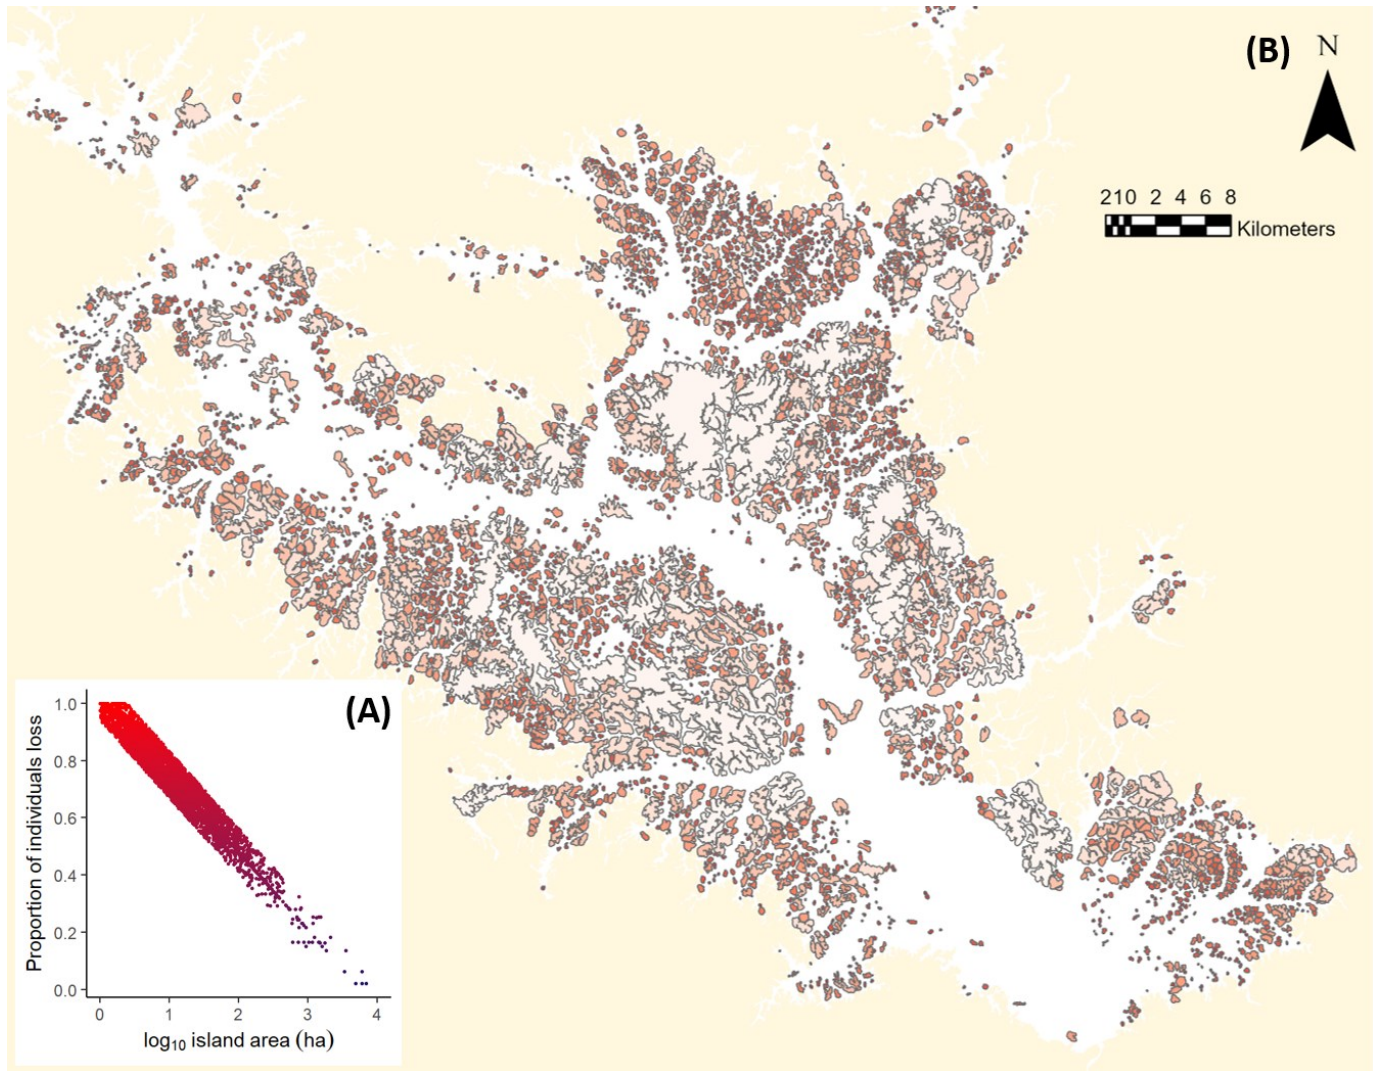 (B)
N
210 2 4 6 8
Kilometers
(A)
1.0
0.8
0.6
0.4
0.2
0.0
Proportion of individuals loss
0 1 2 3 4
log₁₀ island area (ha)